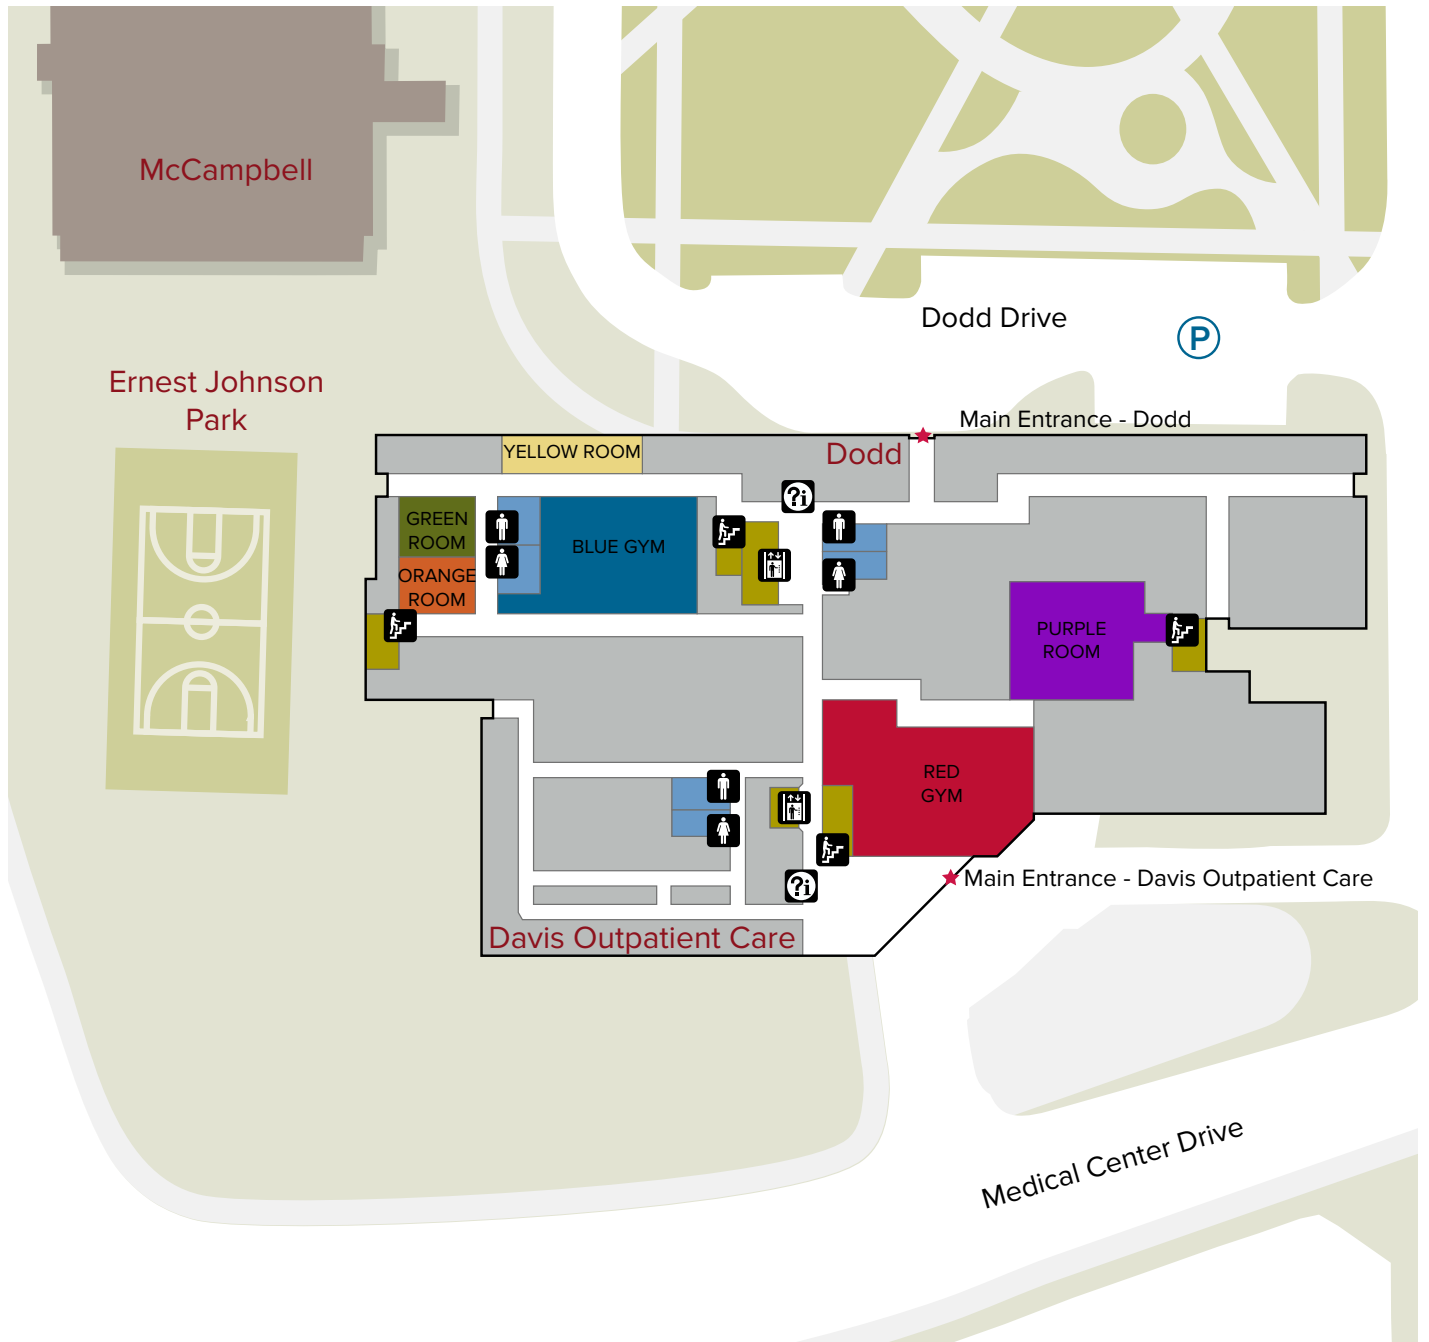 McCampbell
Dodd Drive
P
Ernest Johnson
Park
Main Entrance - Dodd
YELLOW ROOM
Dodd
?i
GREEN
ROOM
BLUE GYM
ORANGE
ROOM
PURPLE
ROOM
RED
GYM
?i
Main Entrance - Davis Outpatient Care
Davis Outpatient Care
Medical Center Drive